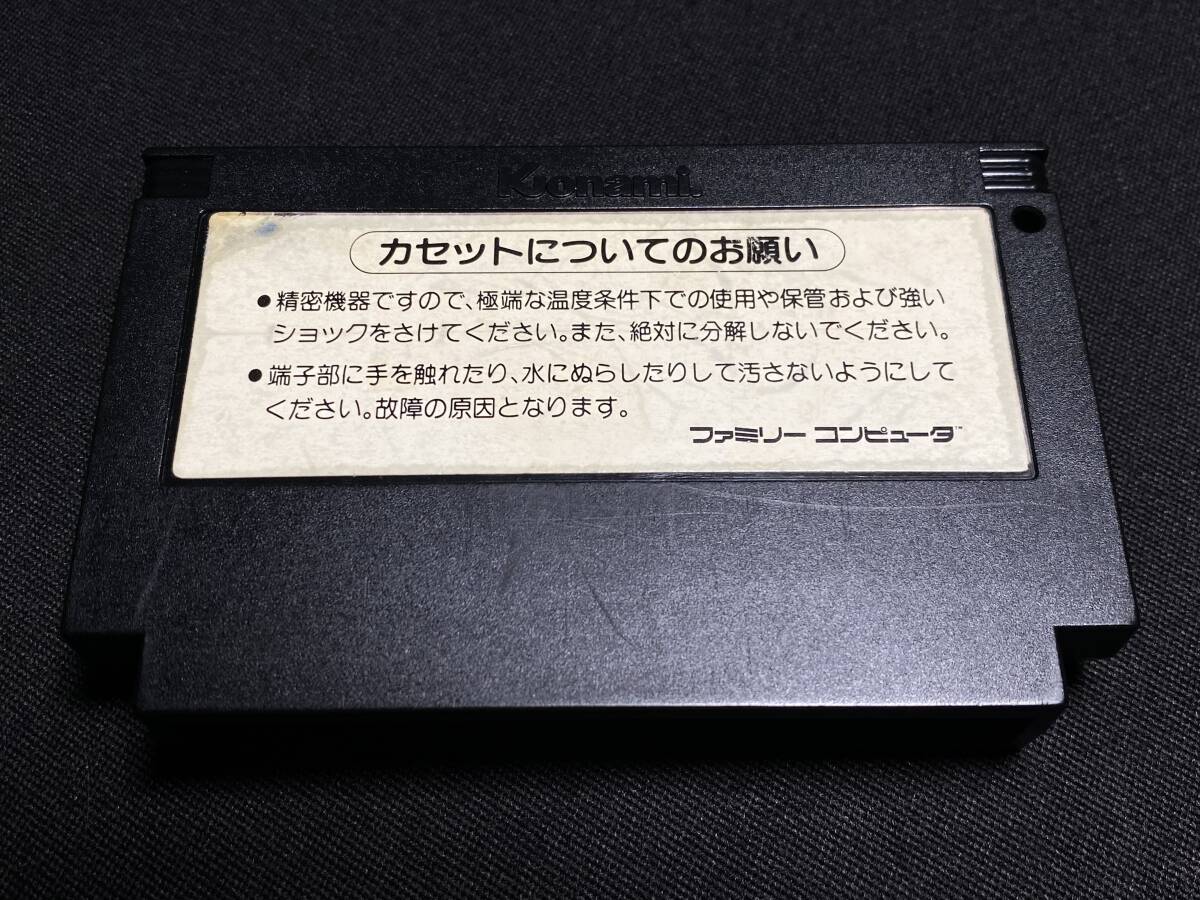 Konami
カセットについてのお願い
●精密機器ですので、極端な温度条件下での使用や保管および強い
ショックをさけてください。また、絶対に分解しないでください。
●端子部に手を触れたり、水にぬらしたりして汚さないようにして
ください。故障の原因となります。
ファミリー コンピュータ™